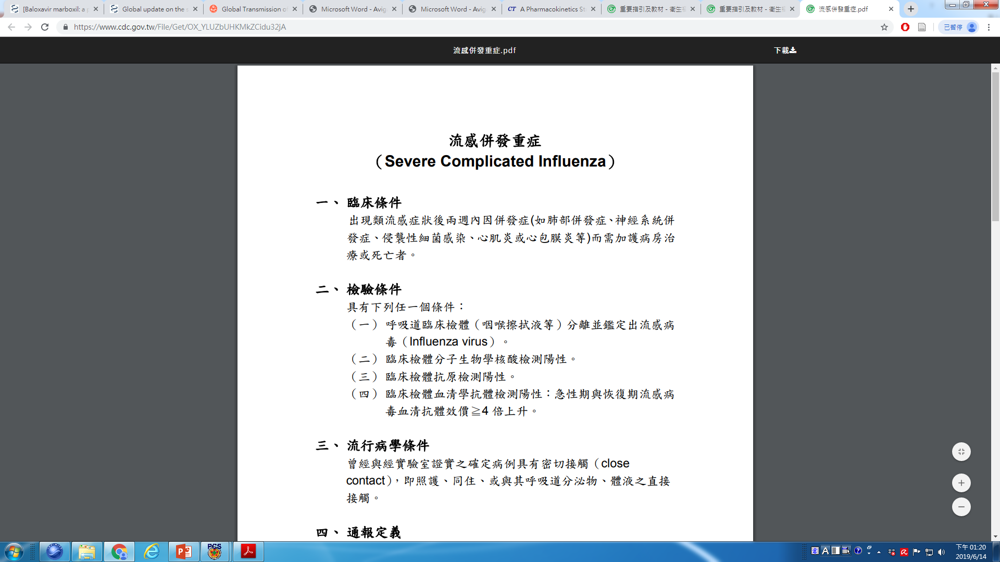 [Baloxavir marboxil: a p
Global update on the s
Global Transmission of
Microsoft Word - Avig
Microsoft Word - Avig
CT A Pharmacokinetics St
重要指引及教材 - 衛生福
重要指引及教材 - 衛生福
流感併發重症.pdf
https://www.cdc.gov.tw/File/Get/OX_YLUZbUHKMkZCidu32jA
已暫停
流感併發重症.pdf
下載
流感併發重症
（Severe Complicated Influenza）
一、 臨床條件
出現類流感症狀後兩週內因併發症(如肺部併發症、神經系統併
發症、侵襲性細菌感染、心肌炎或心包膜炎等)而需加護病房治
療或死亡者。
二、 檢驗條件
具有下列任一個條件：
（一） 呼吸道臨床檢體（咽喉擦拭液等）分離並鑑定出流感病
毒（Influenza virus）。
（二） 臨床檢體分子生物學核酸檢測陽性。
（三） 臨床檢體抗原檢測陽性。
（四） 臨床檢體血清學抗體檢測陽性：急性期與恢復期流感病
毒血清抗體效價≧4 倍上升。
三、 流行病學條件
曾經與經實驗室證實之確定病例具有密切接觸（close
contact），即照護、同住、或與其呼吸道分泌物、體液之直接
接觸。
四、 通報定義
PCS
A
下午 01:20
2019/6/14